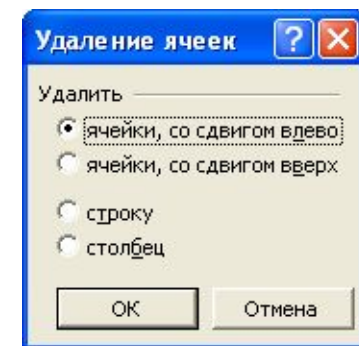 Удаление ячеек
Удалить
ячейки, со сдвигом влево
ячейки, со сдвигом вверх
строку
столбец
ОК
Отмена